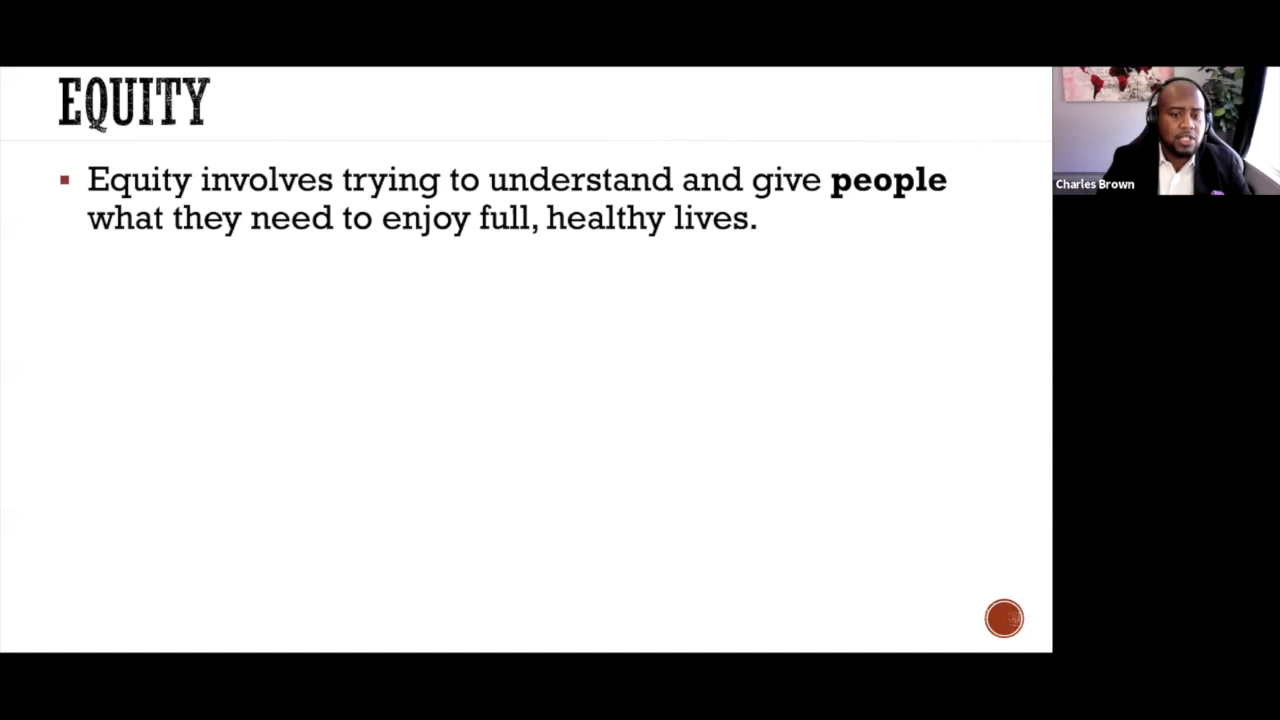 EQUITY
Equity involves trying to understand and give people
what they need to enjoy full, healthy lives.
Charles Brown